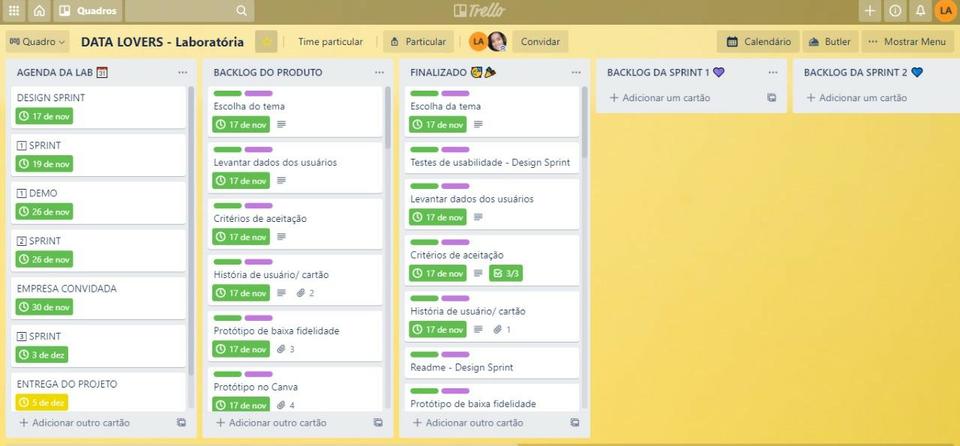 Quadros
Trello
LA
Quadro
DATA LOVERS - Laboratória
Time particular
Particular
LA
Convidar
Calendário
Butler
Mostrar Menu
AGENDA DA LAB
DESIGN SPRINT
17 de nov
1 SPRINT
19 de nov
1 DEMO
26 de nov
2 SPRINT
26 de nov
EMPRESA CONVIDADA
30 de nov
3 SPRINT
3 de dez
ENTREGA DO PROJETO
5 de dez
+ Adicionar outro cartão
BACKLOG DO PRODUTO
Escolha do tema
17 de nov
Levantar dados dos usuários
17 de nov
Critérios de aceitação
17 de nov
História de usuário/ cartão
17 de nov 2
Protótipo de baixa fidelidade
17 de nov 3
Protótipo no Canva
17 de nov 4
+ Adicionar outro cartão
FINALIZADO
Escolha da tema
17 de nov
Testes de usabilidade - Design Sprint
Levantar dados dos usuários
17 de nov
Critérios de aceitação
17 de nov 3/3
História de usuário/ cartão
17 de nov 1
Readme - Design Sprint
Protótipo de baixa fidelidade
+ Adicionar outro cartão
BACKLOG DA SPRINT 1
+ Adicionar um cartão
BACKLOG DA SPRINT 2
+ Adicionar um cartão